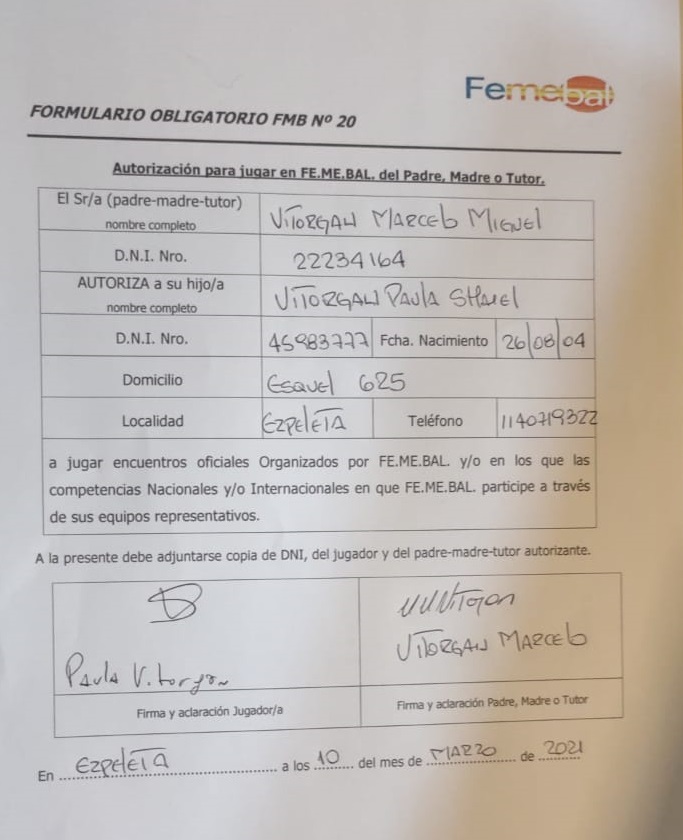 Femebal
FORMULARIO OBLIGATORIO FMB Nº 20
Autorización para jugar en FE.ME.BAL. del Padre, Madre o Tutor.
El Sr/a (padre-madre-tutor)
nombre completo
VITORGAN MARCELO MIGUEL
D.N.I. Nro.
22234164
AUTORIZA a su hijo/a
nombre completo
VITORGAN PAULA
D.N.I. Nro.
45983777
Fcha. Nacimiento
26/08/04
Domicilio
ESQUEL 625
Localidad
EZPELETA
Teléfono
1140719322
a jugar encuentros oficiales Organizados por FE.ME.BAL. y/o en los que las
competencias Nacionales y/o Internacionales en que FE.ME.BAL. participe a través
de sus equipos representativos.
A la presente debe adjuntarse copia de DNI, del jugador y del padre-madre-tutor autorizante.
Paula Vitorgan
VITORGAN MARCELO
Firma y aclaración Jugador/a
Firma y aclaración Padre, Madre o Tutor
En EZPELETA a los 10 del mes de MARZO de 2021